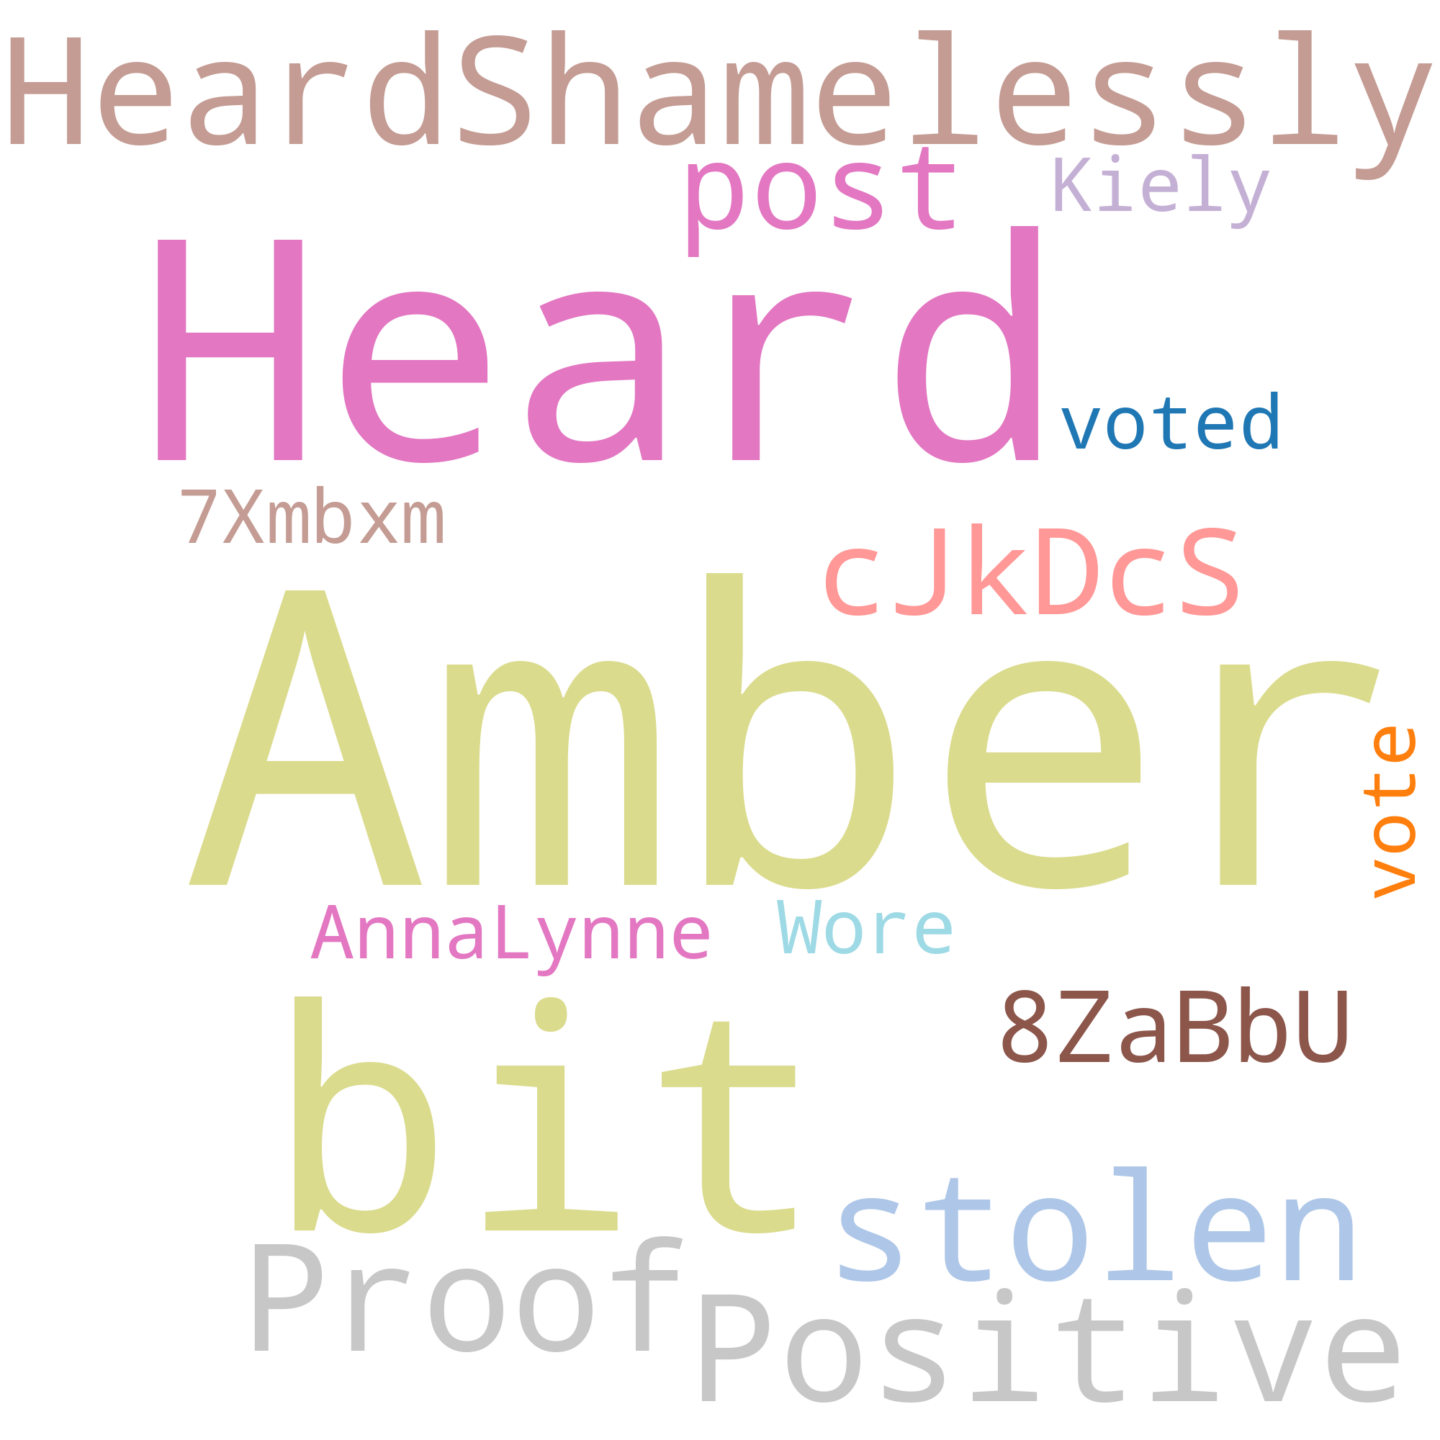 HeardShamelessly
post
Kiely
Heard
voted
7Xmbxm
cJkDcS
Amber
vote
AnnaLynne
Wore
bit
8ZaBbU
stolen
Proof
Positive